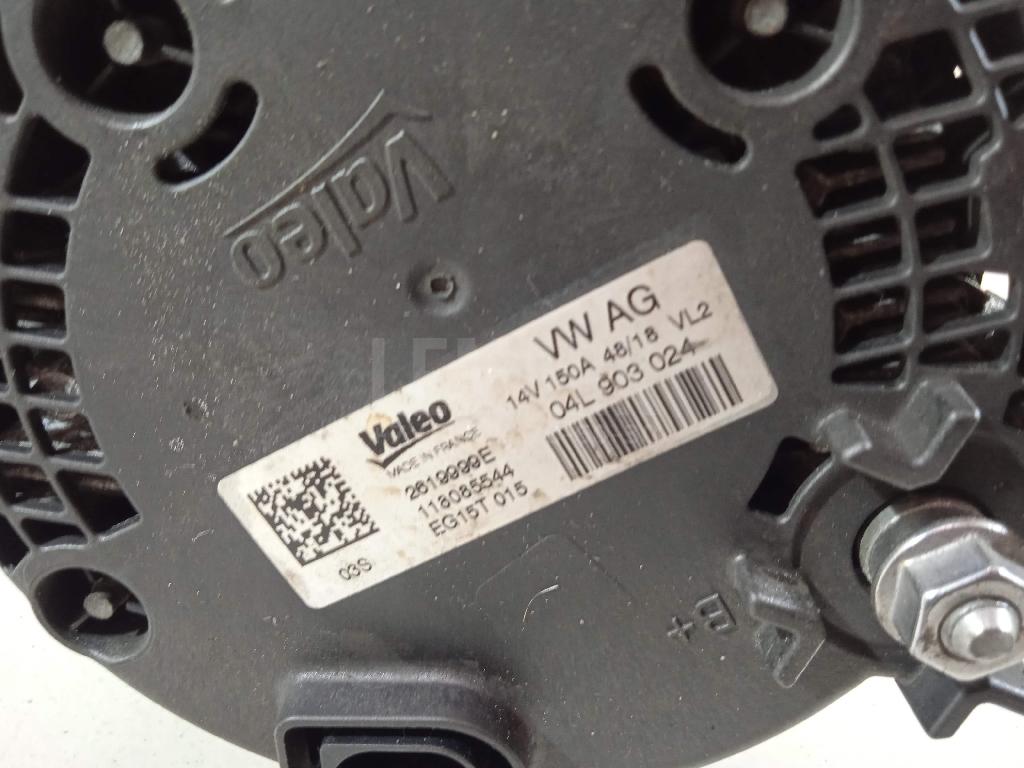 Valeo
VW AG
14V 150A 48/18 VL2
04L 903 024
Valeo
MADE IN FRANCE
2619999E
118085544
EG15T 015
03S
B+